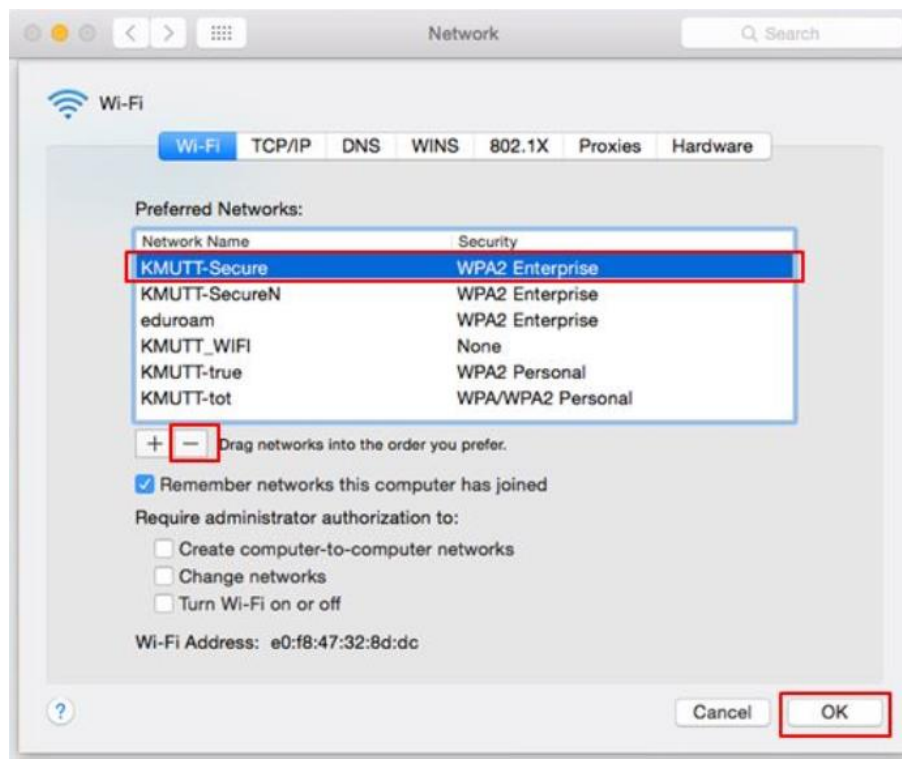 Network
Search
Wi-Fi
Wi-Fi TCP/IP DNS WINS 802.1X Proxies Hardware
Preferred Networks:
Network Name Security
KMUTT-Secure WPA2 Enterprise
KMUTT-SecureN WPA2 Enterprise
eduroam WPA2 Enterprise
KMUTT_WIFI None
KMUTT-true WPA2 Personal
KMUTT-tot WPA/WPA2 Personal
+ − Drag networks into the order you prefer.
Remember networks this computer has joined
Require administrator authorization to:
Create computer-to-computer networks
Change networks
Turn Wi-Fi on or off
Wi-Fi Address: e0:f8:47:32:8d:dc
? Cancel OK